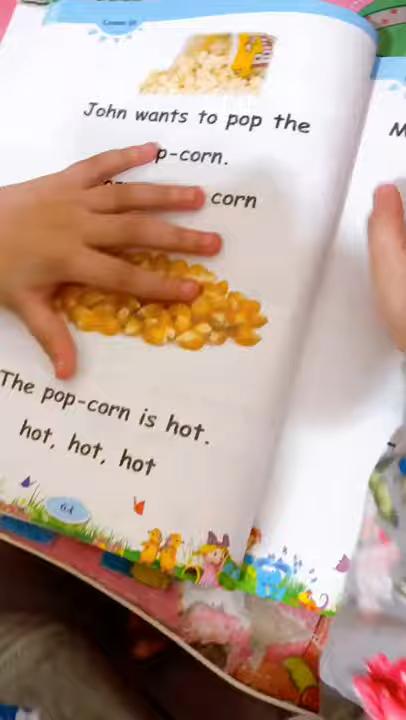 John wants to pop the
p-corn.
corn
The pop-corn is hot.
hot, hot, hot
64
M